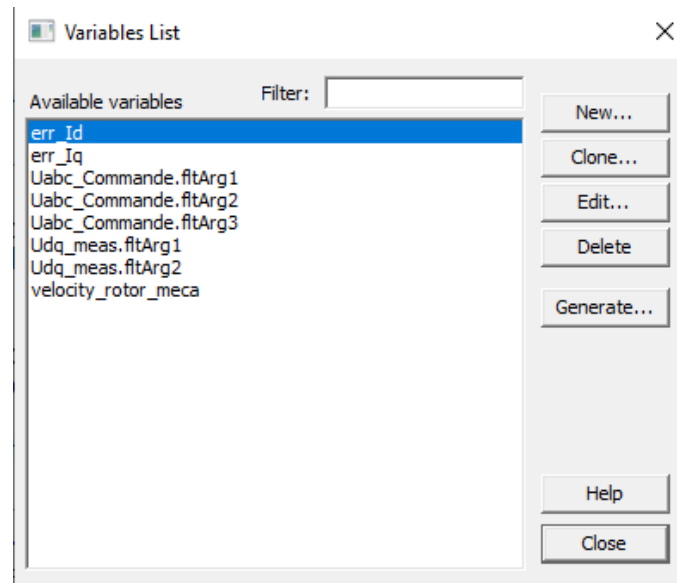 Variables List
Available variables
Filter:
err_Id
err_Iq
Uabc_Commande.fltArg1
Uabc_Commande.fltArg2
Uabc_Commande.fltArg3
Udq_meas.fltArg1
Udq_meas.fltArg2
velocity_rotor_meca
New...
Clone...
Edit...
Delete
Generate...
Help
Close